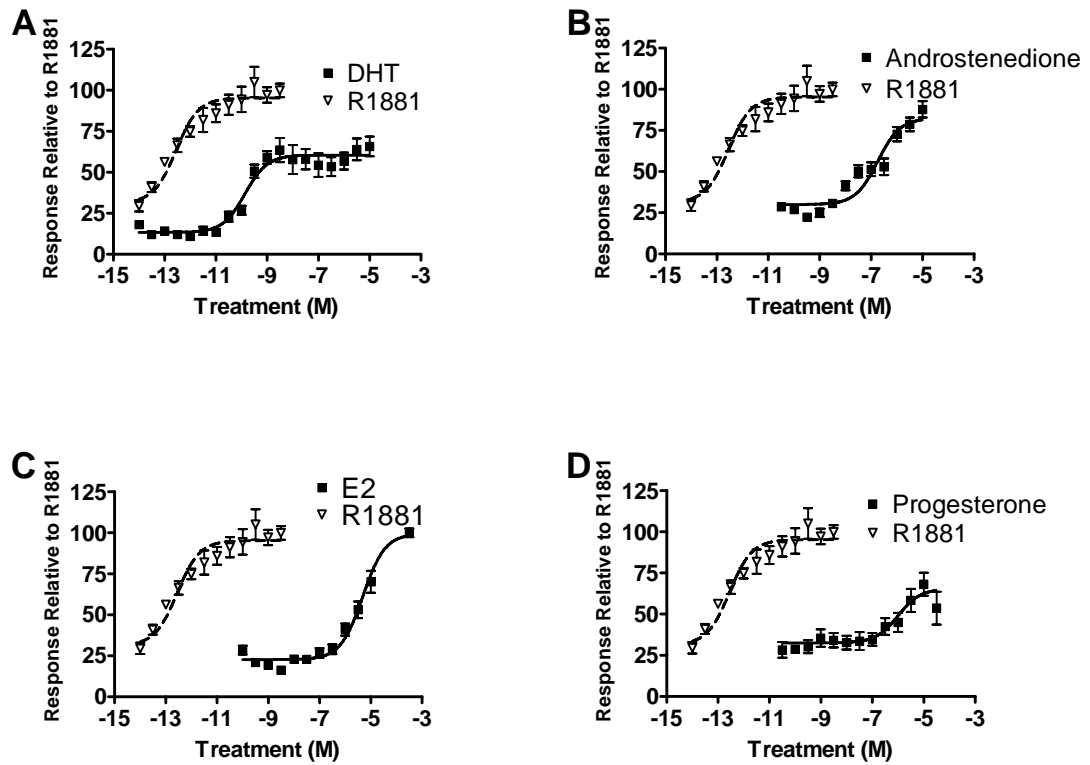 A
Response Relative to R1881
125
100
75
50
25
0
-15 -13 -11 -9 -7 -5 -3
Treatment (M)
DHT
R1881
B
Response Relative to R1881
125
100
75
50
25
0
-15 -13 -11 -9 -7 -5 -3
Treatment (M)
Androstenedione
R1881
C
Response Relative to R1881
125
100
75
50
25
0
-15 -13 -11 -9 -7 -5 -3
Treatment (M)
E2
R1881
D
Response Relative to R1881
125
100
75
50
25
0
-15 -13 -11 -9 -7 -5 -3
Treatment (M)
Progesterone
R1881